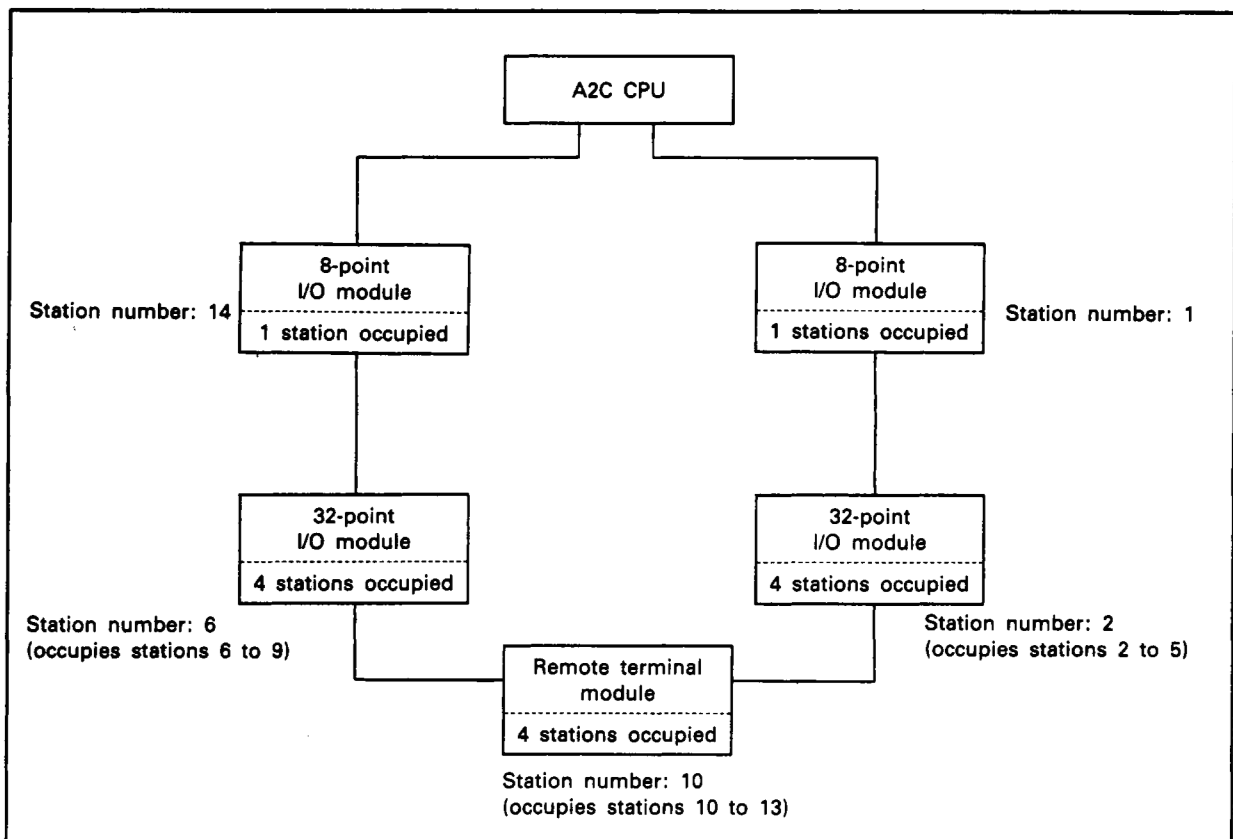 A2C CPU
8-point
I/O module
1 station occupied
Station number: 14
8-point
I/O module
1 stations occupied
Station number: 1
32-point
I/O module
4 stations occupied
Station number: 6
(occupies stations 6 to 9)
32-point
I/O module
4 stations occupied
Station number: 2
(occupies stations 2 to 5)
Remote terminal
module
4 stations occupied
Station number: 10
(occupies stations 10 to 13)